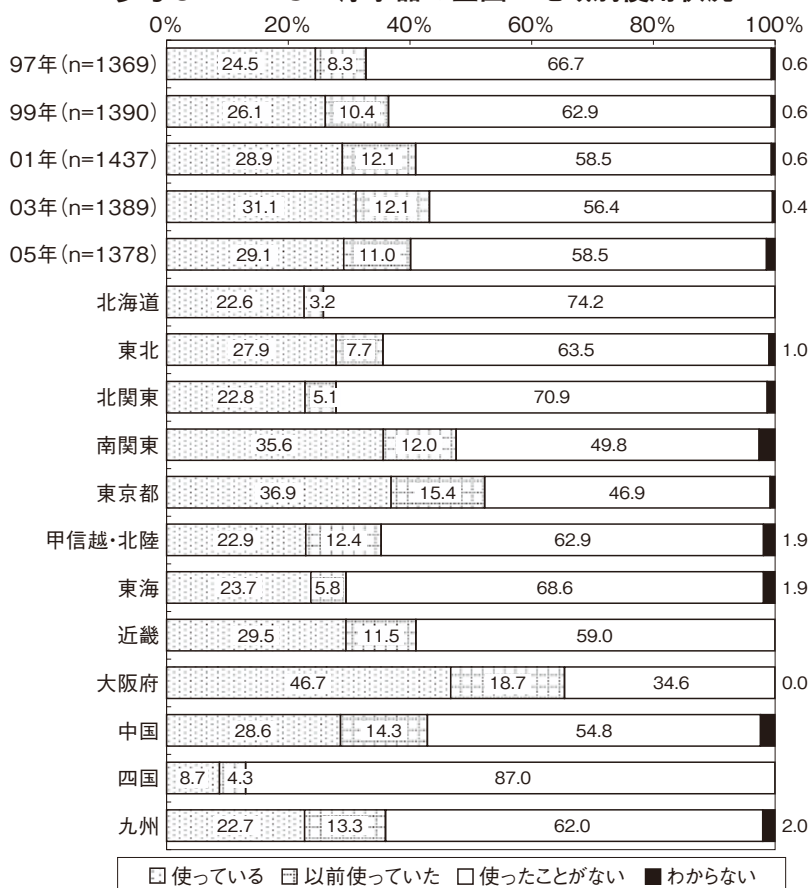 0% 20% 40% 60% 80% 100%
97年(n=1369) 24.5 8.3 66.7 0.6
99年(n=1390) 26.1 10.4 62.9 0.6
01年(n=1437) 28.9 12.1 58.5 0.6
03年(n=1389) 31.1 12.1 56.4 0.4
05年(n=1378) 29.1 11.0 58.5
北海道 22.6 3.2 74.2
東北 27.9 7.7 63.5 1.0
北関東 22.8 5.1 70.9
南関東 35.6 12.0 49.8
東京都 36.9 15.4 46.9
甲信越・北陸 22.9 12.4 62.9 1.9
東海 23.7 5.8 68.6 1.9
近畿 29.5 11.5 59.0
大阪府 46.7 18.7 34.6 0.0
中国 28.6 14.3 54.8
四国 8.7 4.3 87.0
九州 22.7 13.3 62.0 2.0
使っている 以前使っていた 使ったことがない わからない